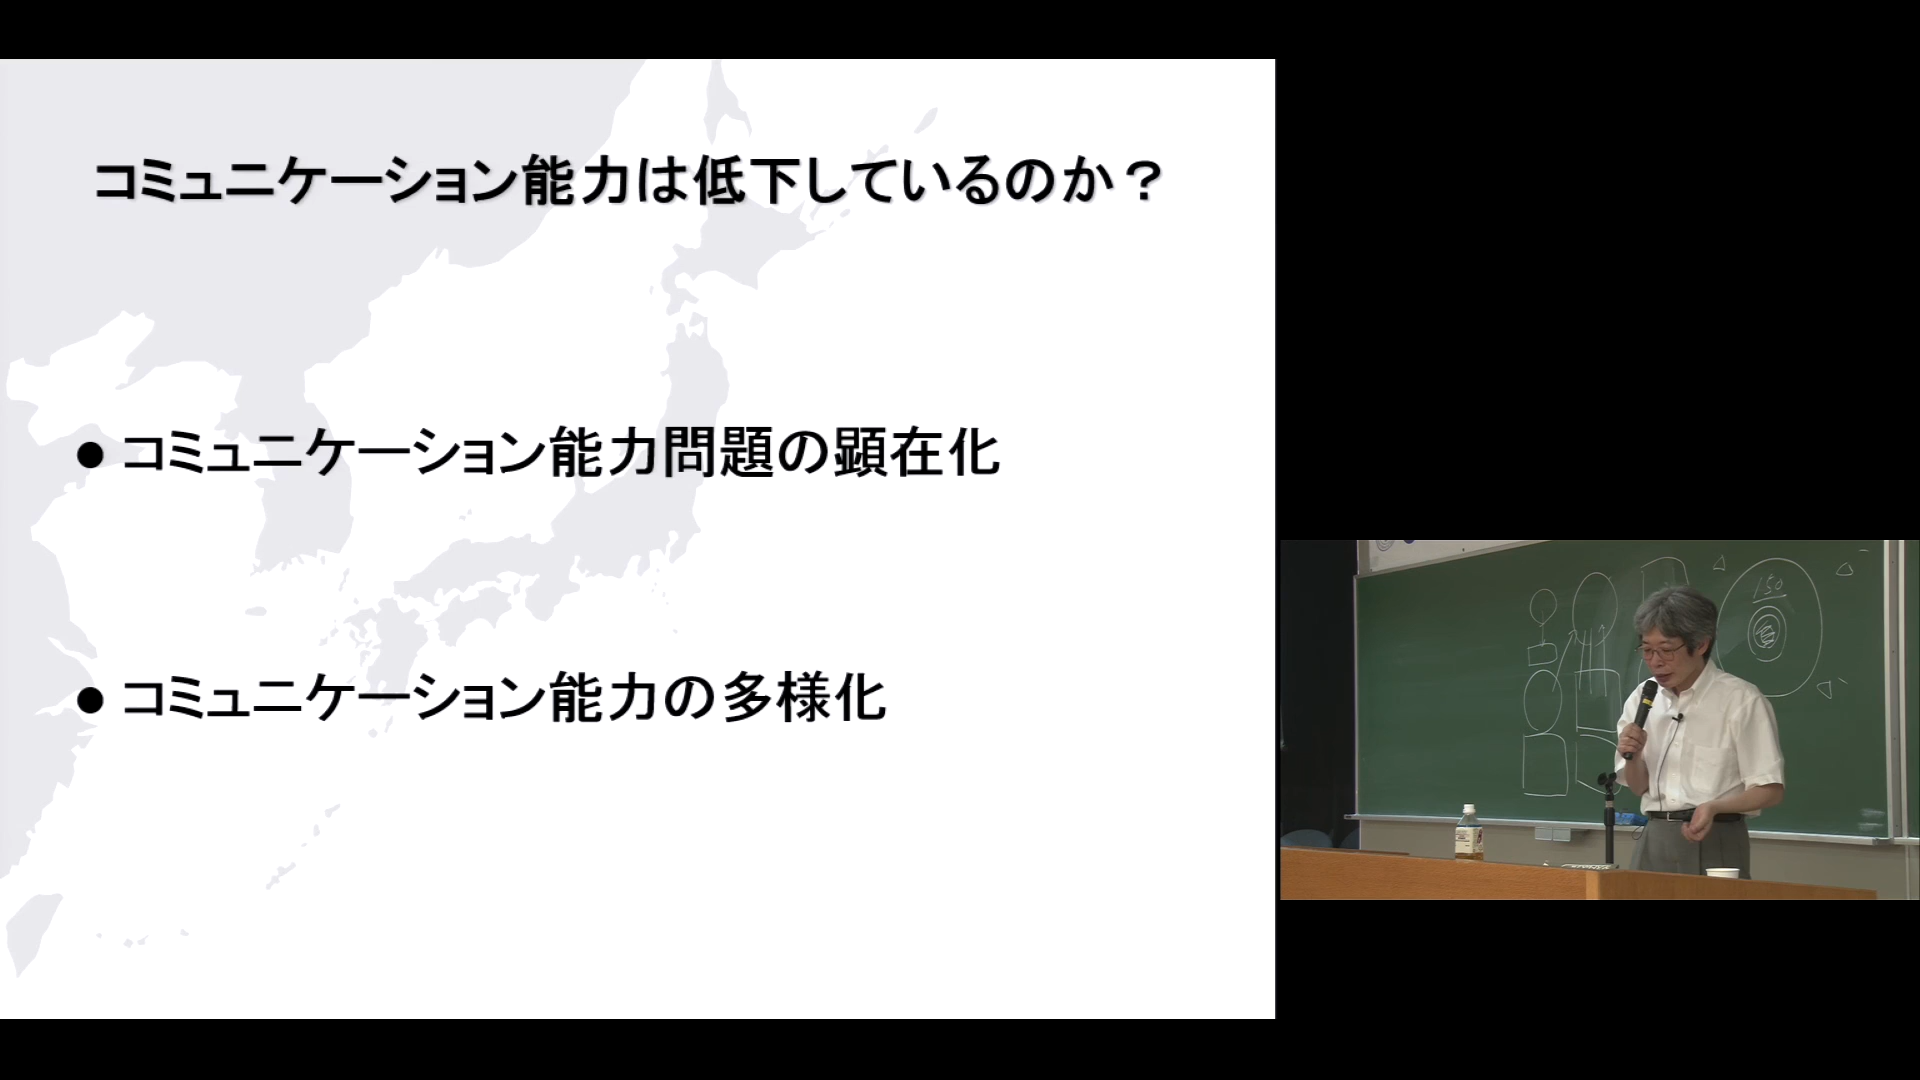 コミュニケーション能力は低下しているのか？
● コミュニケーション能力問題の顕在化
● コミュニケーション能力の多様化
150